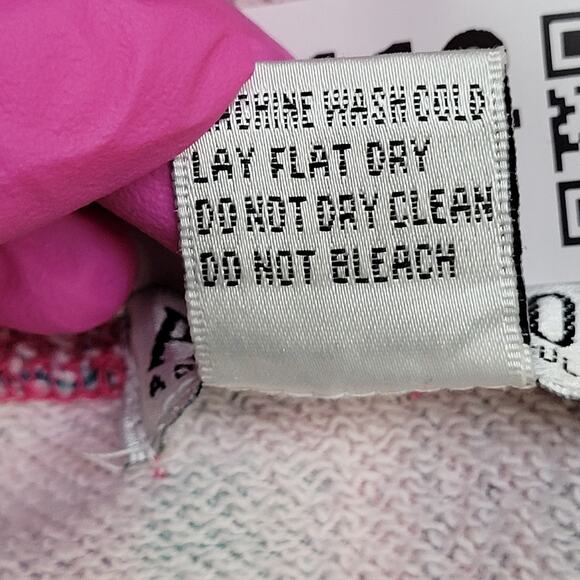 MACHINE WASH COLD
LAY FLAT DRY
DO NOT DRY CLEAN
DO NOT BLEACH